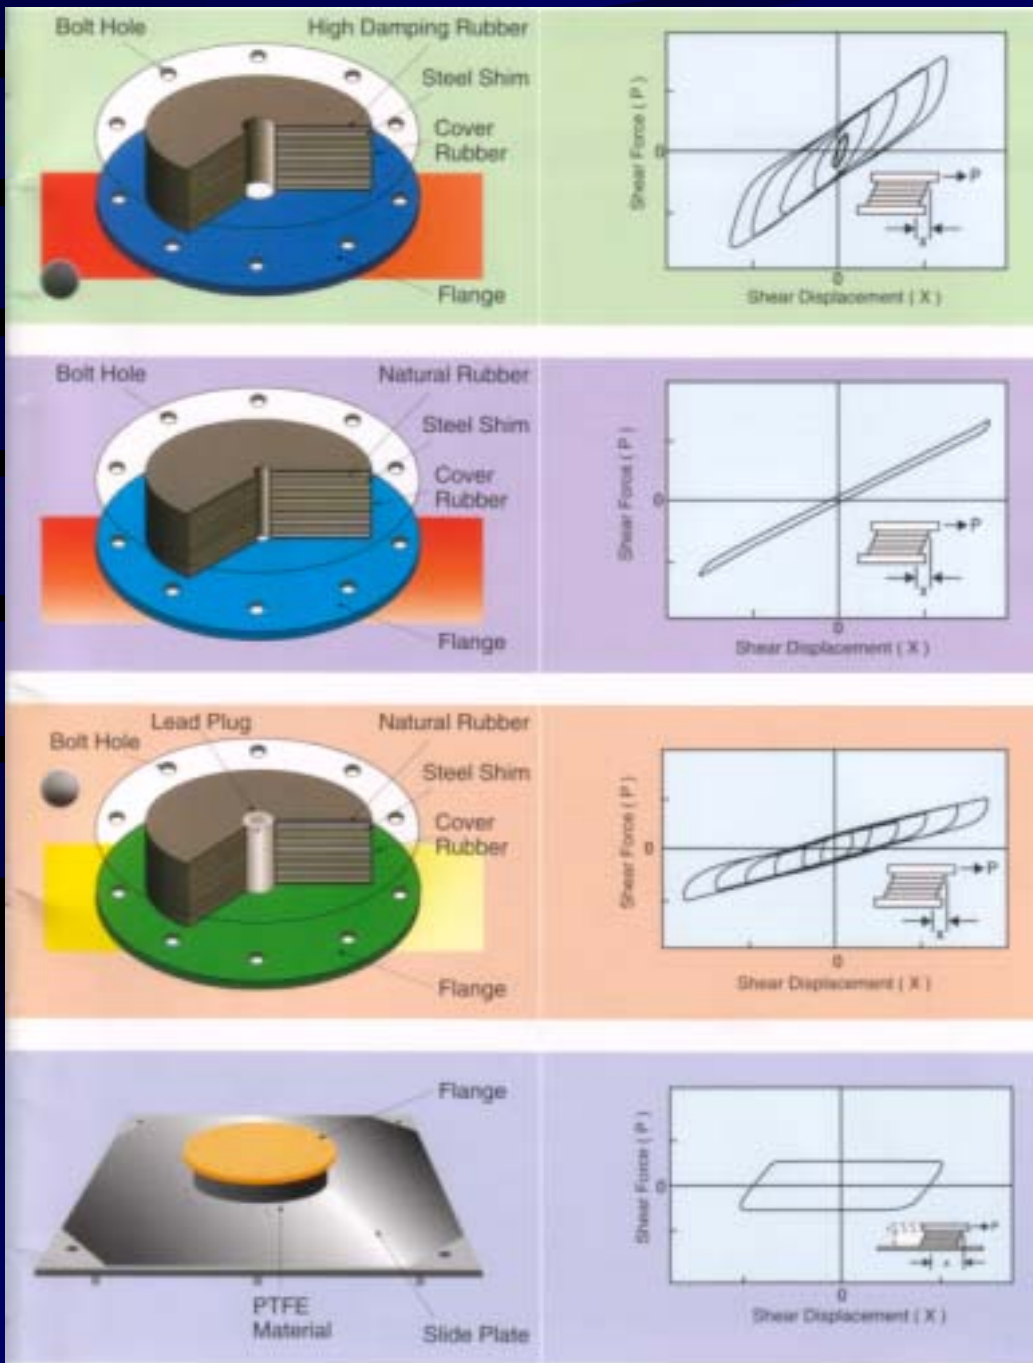 Bolt Hole
High Damping Rubber
Steel Shim
Cover
Rubber
Flange
Shear Force ( P )
0
P
X
0
Shear Displacement ( X )
Bolt Hole
Natural Rubber
Steel Shim
Cover
Rubber
Flange
Shear Force ( P )
0
P
X
0
Shear Displacement ( X )
Lead Plug
Natural Rubber
Bolt Hole
Steel Shim
Cover
Rubber
Flange
Shear Force ( P )
0
P
X
0
Shear Displacement ( X )
Flange
PTFE
Material
Slide Plate
Shear Force ( P )
0
P
x
0
Shear Displacement ( X )